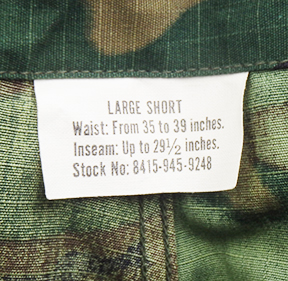 LARGE SHORT
Waist: From 35 to 39 inches.
Inseam: Up to 29½ inches.
Stock No: 8415-945-9248